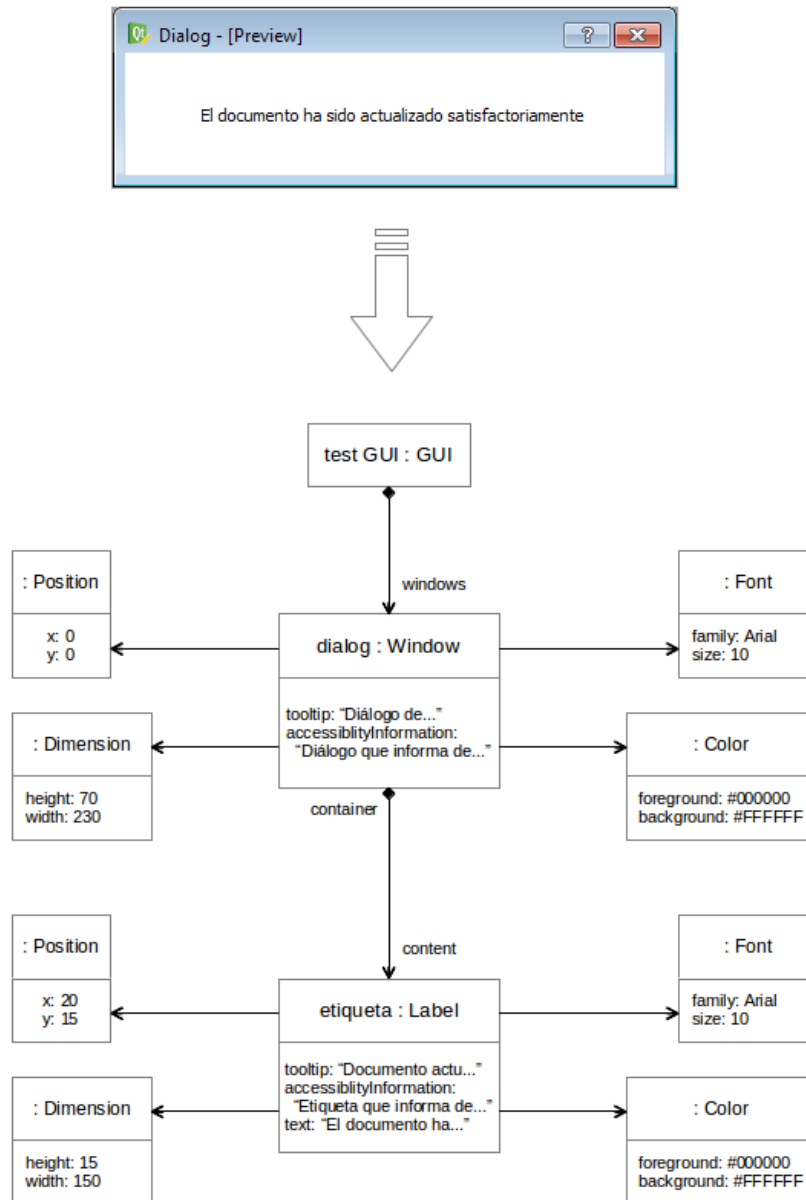 Dialog - [Preview]
El documento ha sido actualizado satisfactoriamente
test GUI : GUI
windows
: Position
x: 0
y: 0
dialog : Window
tooltip: “Diálogo de...”
accessiblityInformation:
“Diálogo que informa de...”
: Font
family: Arial
size: 10
: Dimension
height: 70
width: 230
: Color
foreground: #000000
background: #FFFFFF
container
content
: Position
x: 20
y: 15
etiqueta : Label
tooltip: “Documento actu...”
accessiblityInformation:
“Etiqueta que informa de...”
text: “El documento ha...”
: Font
family: Arial
size: 10
: Dimension
height: 15
width: 150
: Color
foreground: #000000
background: #FFFFFF